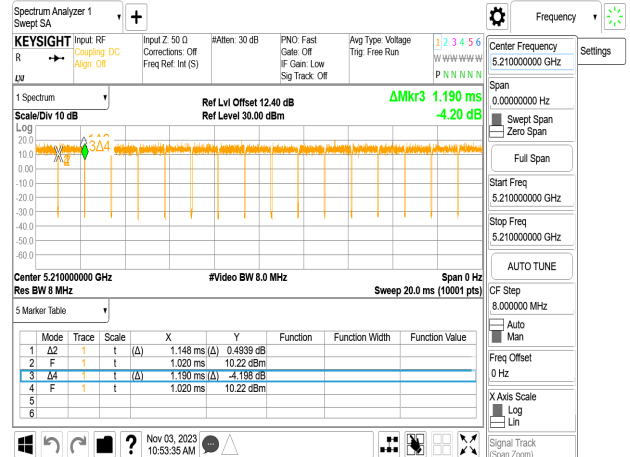 Spectrum Analyzer 1
Swept SA
Frequency
Settings
KEYSIGHT
R
LXI
Input: RF
Coupling: DC
Align: Off
Input Z: 50 Ω
Corrections: Off
Freq Ref: Int (S)
#Atten: 30 dB
PNO: Fast
Gate: Off
IF Gain: Low
Sig Track: Off
Avg Type: Voltage
Trig: Free Run
1 2 3 4 5 6
W W W W W W
P N N N N N
1 Spectrum
Scale/Div 10 dB
Log
Ref Lvl Offset 12.40 dB
Ref Level 30.00 dBm
ΔMkr3 1.190 ms
-4.20 dB
20.0
10.0
0.00
-10.0
-20.0
-30.0
-40.0
-50.0
-60.0
3Δ4
Center 5.210000000 GHz
Res BW 8 MHz
#Video BW 8.0 MHz
Span 0 Hz
Sweep 20.0 ms (10001 pts)
5 Marker Table
Mode Trace Scale X Y Function Function Width Function Value
1 Δ2 1 t (Δ) 1.148 ms (Δ) 0.4939 dB
2 F 1 t 1.020 ms 10.22 dBm
3 Δ4 1 t (Δ) 1.190 ms (Δ) -4.198 dB
4 F 1 t 1.020 ms 10.22 dBm
5
6
Nov 03, 2023
10:53:35 AM
Center Frequency
5.210000000 GHz
Span
0.00000000 Hz
Swept Span
Zero Span
Full Span
Start Freq
5.210000000 GHz
Stop Freq
5.210000000 GHz
AUTO TUNE
CF Step
8.000000 MHz
Auto
Man
Freq Offset
0 Hz
X Axis Scale
Log
Lin
Signal Track
(Span Zoom)